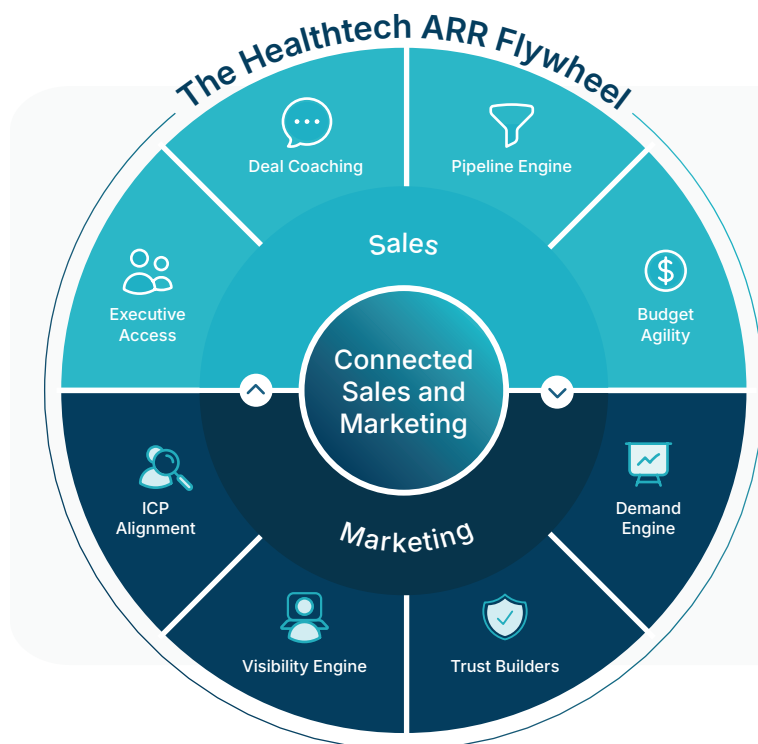 The Healthtech ARR Flywheel
Deal Coaching
Pipeline Engine
Sales
Executive
Access
Budget
Agility
Connected
Sales and
Marketing
ICP
Alignment
Demand
Engine
Marketing
Visibility Engine
Trust Builders